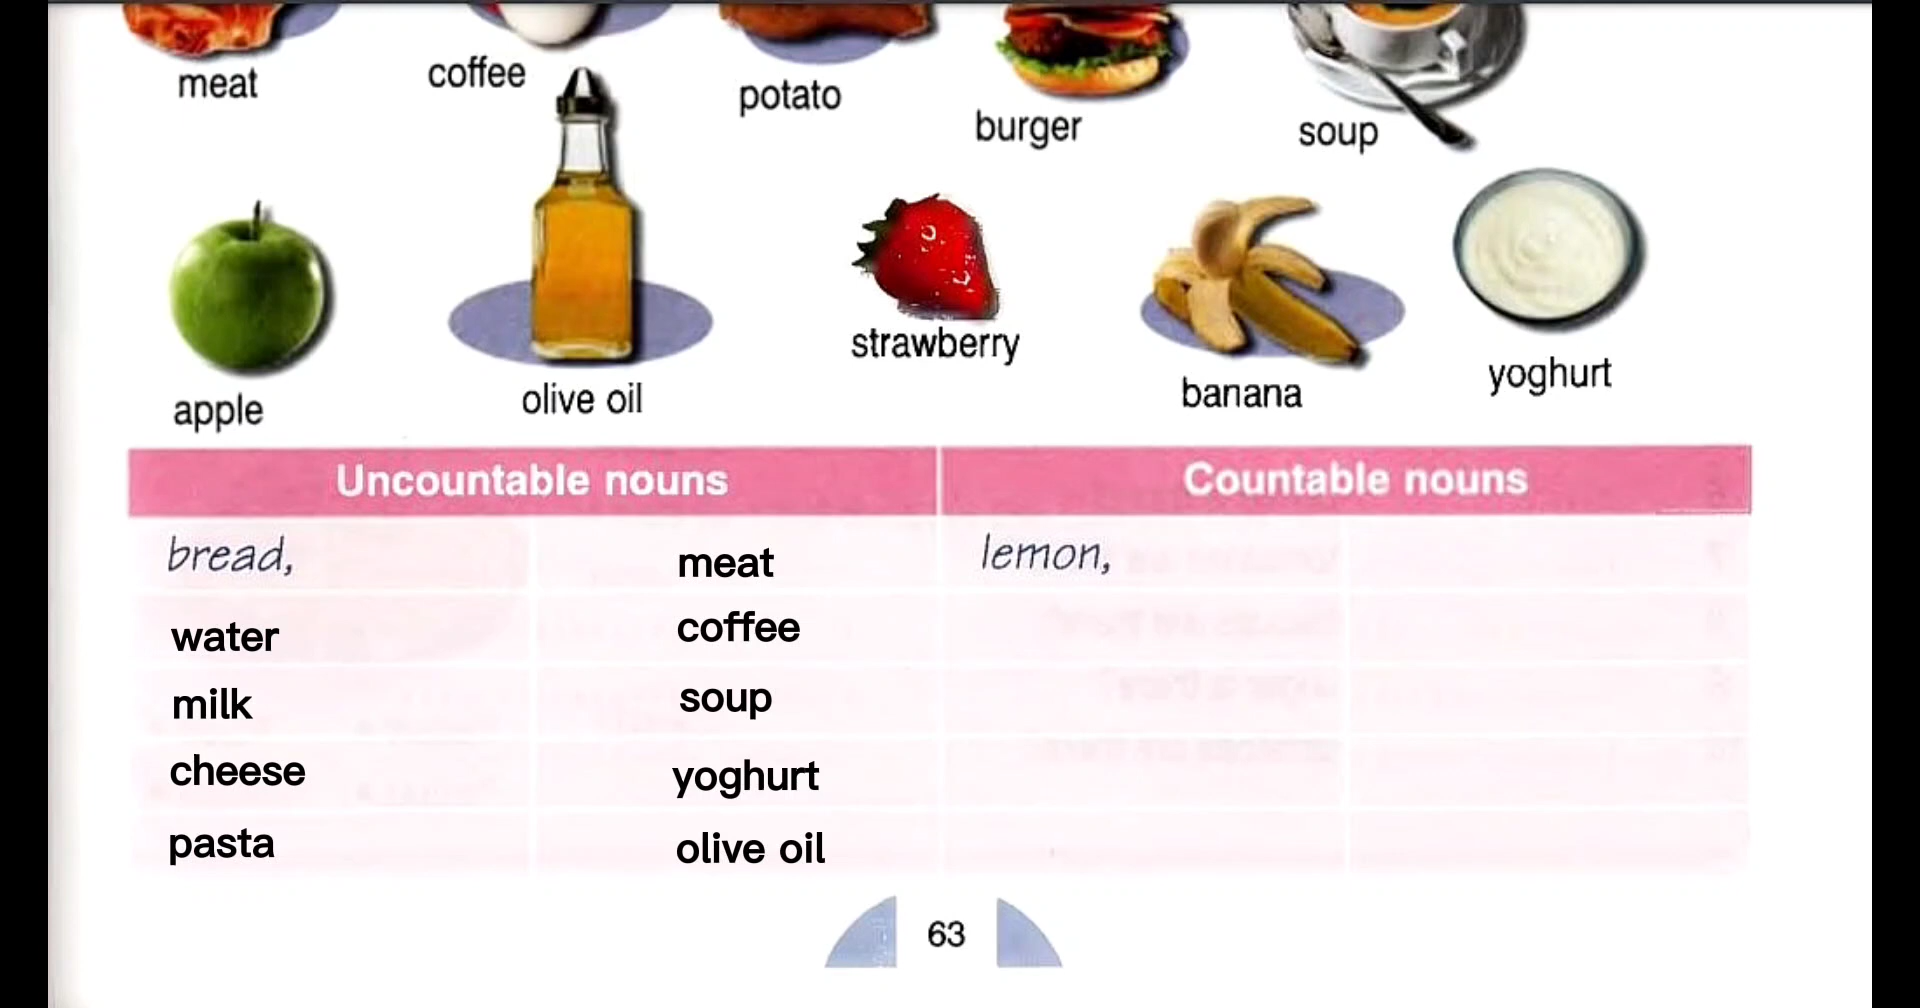 meat
coffee
potato
burger
soup
apple
olive oil
strawberry
banana
yoghurt
Uncountable nouns
Countable nouns
bread,
meat
lemon,
water
coffee
milk
soup
cheese
yoghurt
pasta
olive oil
63